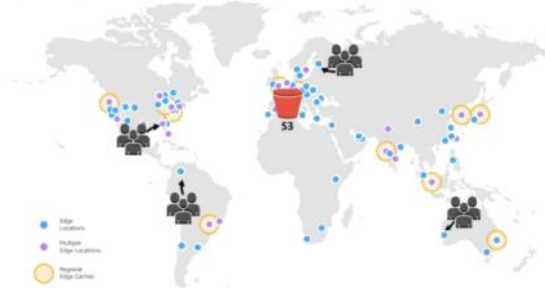 S3
Edge
Locations
Multiple
Edge Locations
Regional
Edge Caches